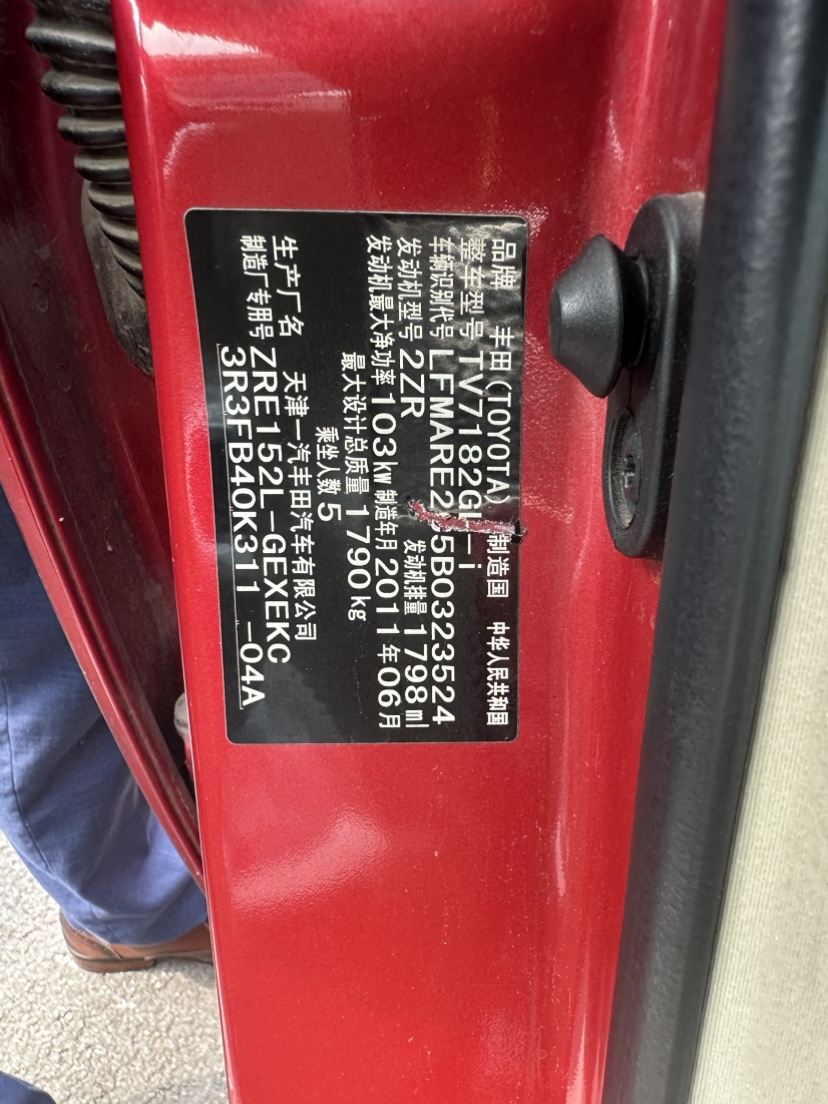 品牌 丰田(TOYOTA) 制造国 中华人民共和国
整车型号 TV7182GL-i
车辆识别代号
发动机型号 2ZR 发动机排量 1798ml
发动机最大净功率 103kW 制造年月 2011年06月
最大设计总质量 1790kg
乘坐人数 5
生产厂名 天津一汽丰田汽车有限公司
制造厂专用号 ZRE152L-GEXEKC
3R3FB40K311 -04A